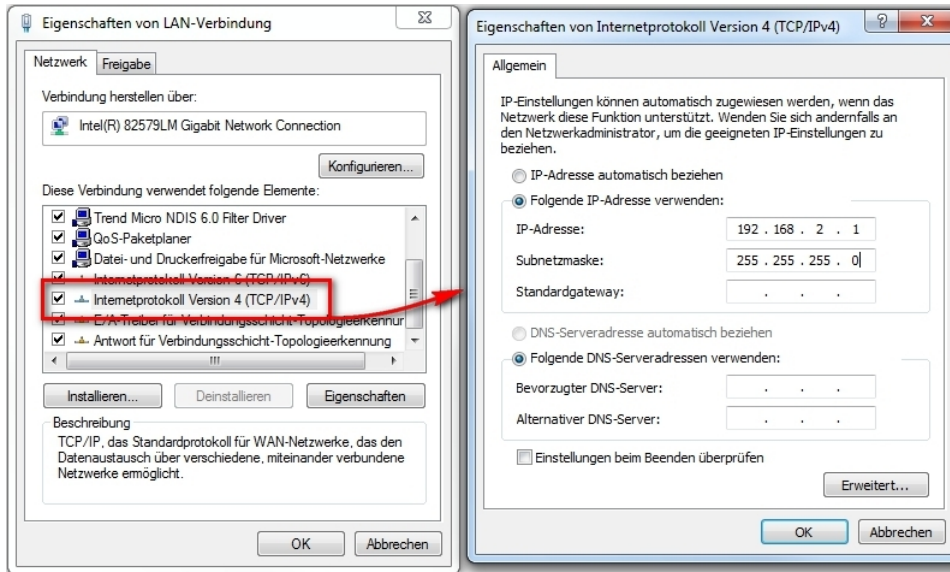 Eigenschaften von LAN-Verbindung
Netzwerk
Freigabe
Verbindung herstellen über:
Intel(R) 82579LM Gigabit Network Connection
Konfigurieren...
Diese Verbindung verwendet folgende Elemente:
Trend Micro NDIS 6.0 Filter Driver
QoS-Paketplaner
Datei- und Druckerfreigabe für Microsoft-Netzwerke
Internetprotokoll Version 6 (TCP/IPv6)
Internetprotokoll Version 4 (TCP/IPv4)
E/A-Treiber für Verbindungsschicht-Topologieerkennur
Antwort für Verbindungsschicht-Topologieerkennung
Installieren...
Deinstallieren
Eigenschaften
Beschreibung
TCP/IP, das Standardprotokoll für WAN-Netzwerke, das den
Datenaustausch über verschiedene, miteinander verbundene
Netzwerke ermöglicht.
OK
Abbrechen
Eigenschaften von Internetprotokoll Version 4 (TCP/IPv4)
Allgemein
IP-Einstellungen können automatisch zugewiesen werden, wenn das
Netzwerk diese Funktion unterstützt. Wenden Sie sich andernfalls an
den Netzwerkadministrator, um die geeigneten IP-Einstellungen zu
beziehen.
IP-Adresse automatisch beziehen
Folgende IP-Adresse verwenden:
IP-Adresse:
192 . 168 . 2 . 1
Subnetzmaske:
255 . 255 . 255 . 0
Standardgateway:
. . .
DNS-Serveradresse automatisch beziehen
Folgende DNS-Serveradressen verwenden:
Bevorzugter DNS-Server:
. . .
Alternativer DNS-Server:
. . .
Einstellungen beim Beenden überprüfen
Erweitert...
OK
Abbrechen